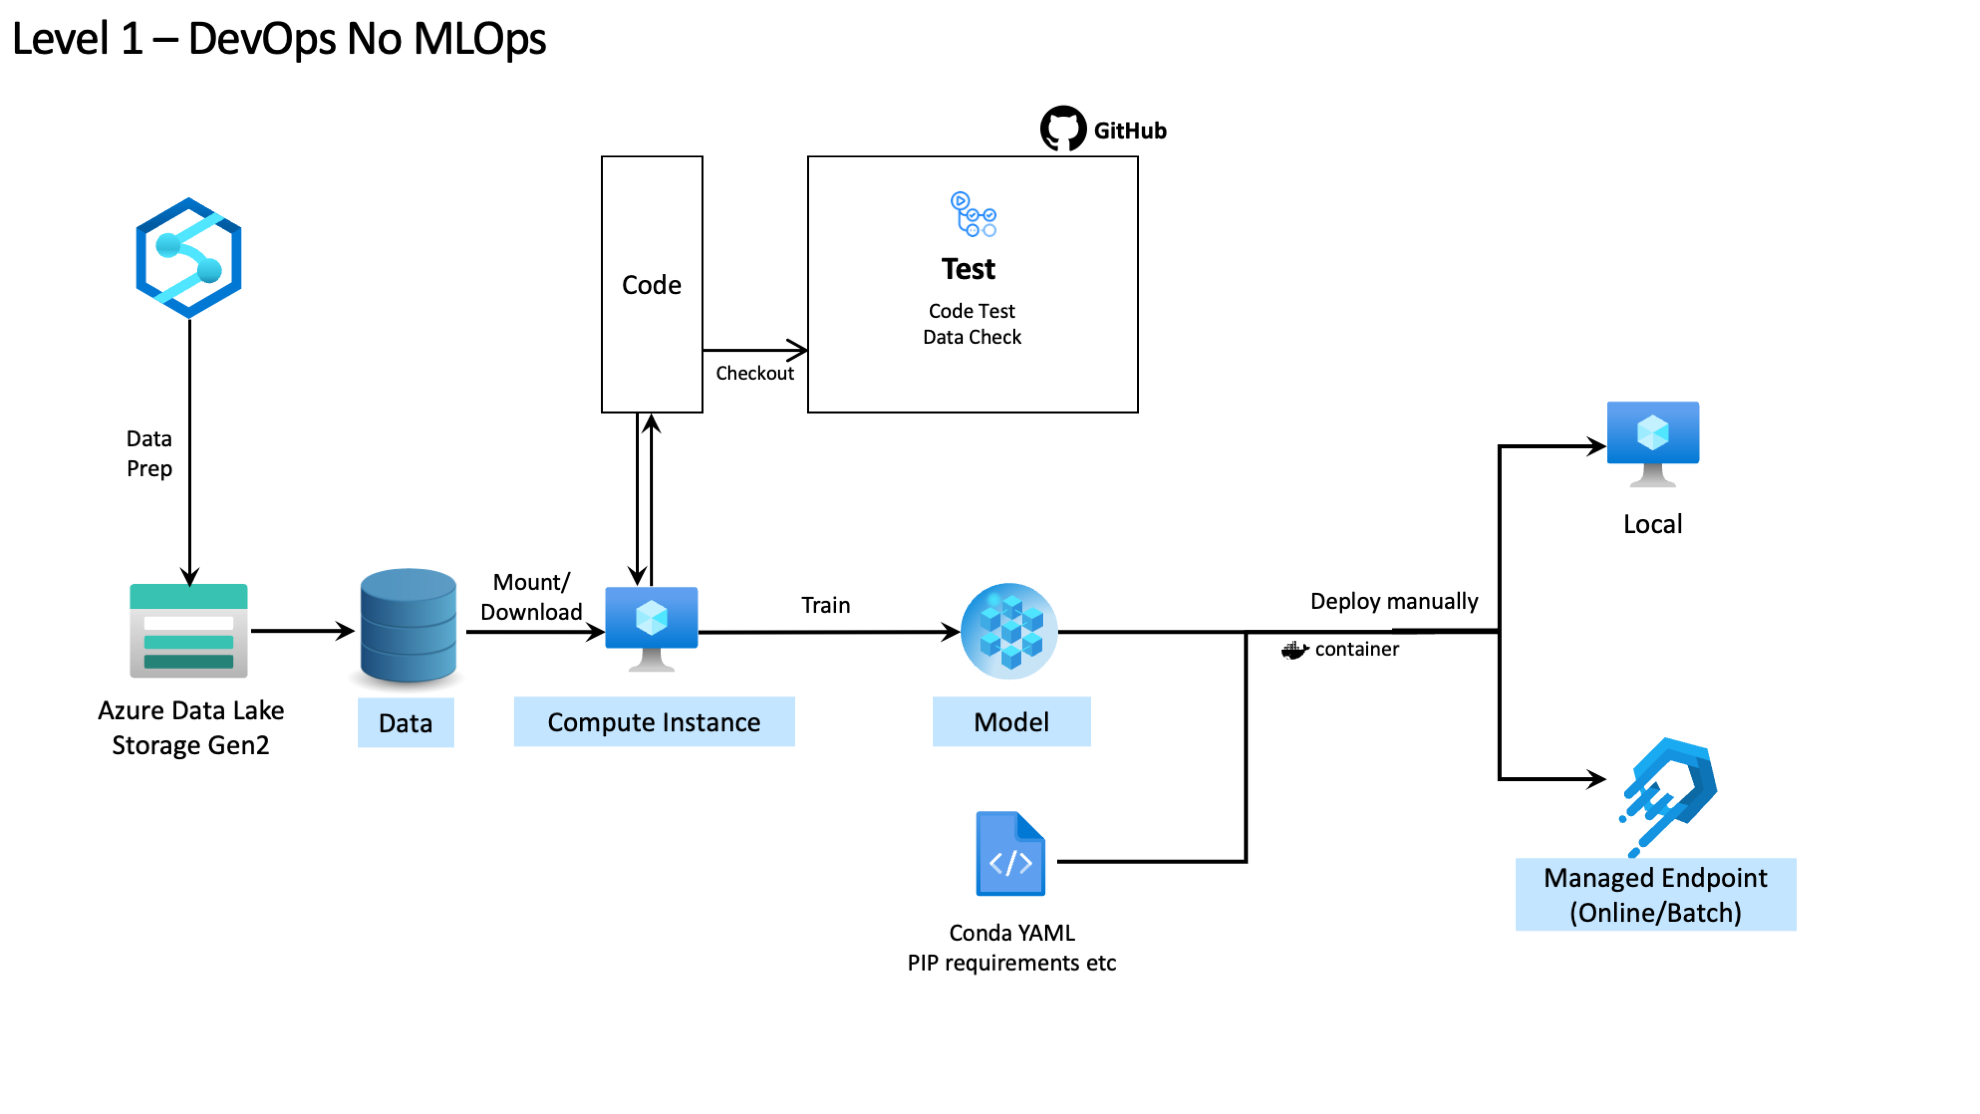 Level 1 – DevOps No MLOps
GitHub
Code
Test
Code Test
Data Check
Checkout
Data
Prep
Local
Mount/
Download
Train
Deploy manually
container
Azure Data Lake
Storage Gen2
Data
Compute Instance
Model
</>
Conda YAML
PIP requirements etc
Managed Endpoint
(Online/Batch)